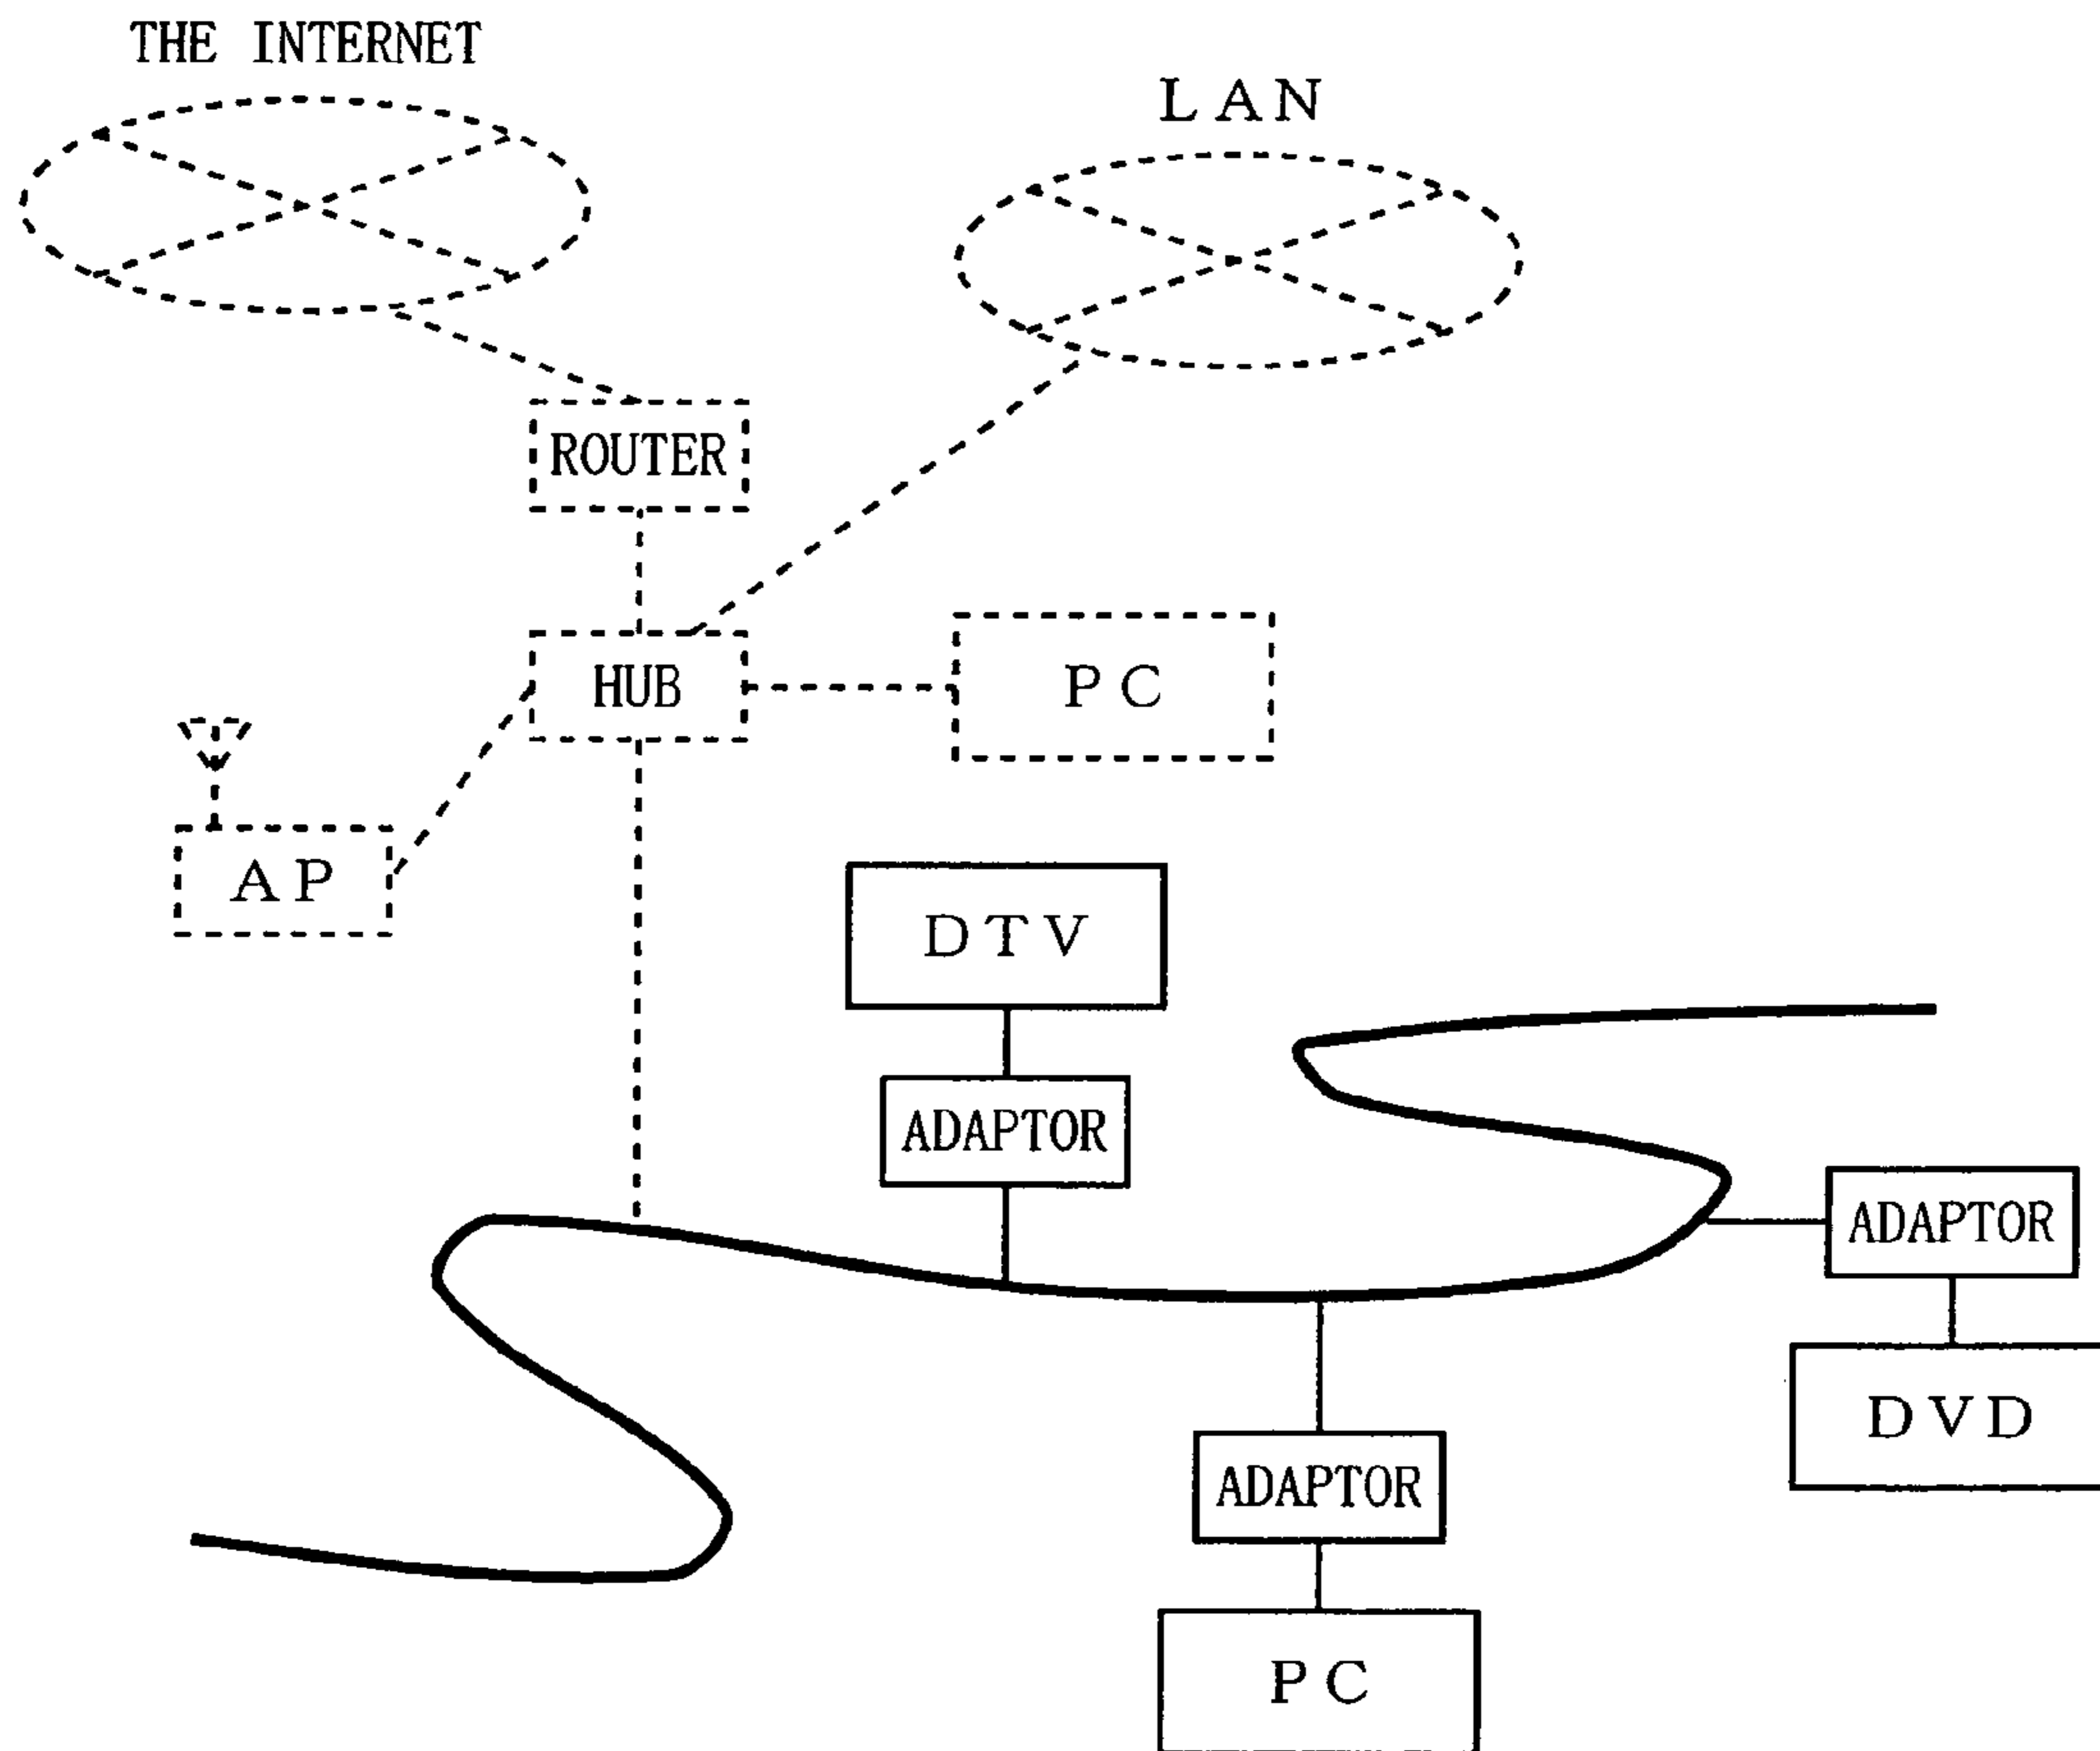 THE INTERNET
LAN
ROUTER
HUB
PC
AP
DTV
ADAPTOR
ADAPTOR
DVD
ADAPTOR
PC